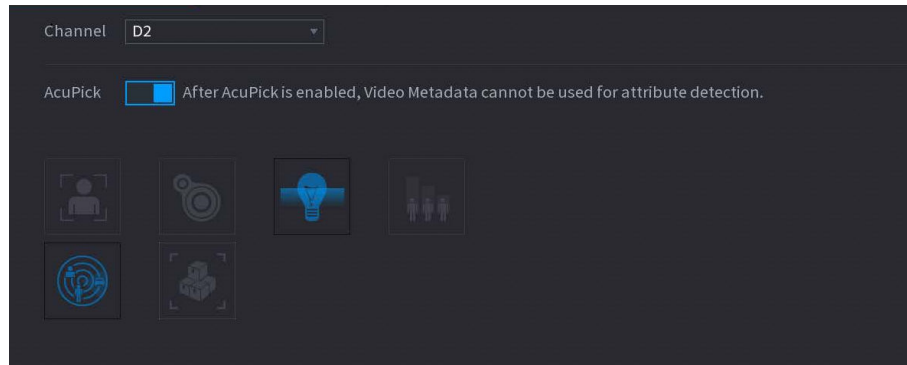 Channel D2
AcuPick After AcuPick is enabled, Video Metadata cannot be used for attribute detection.